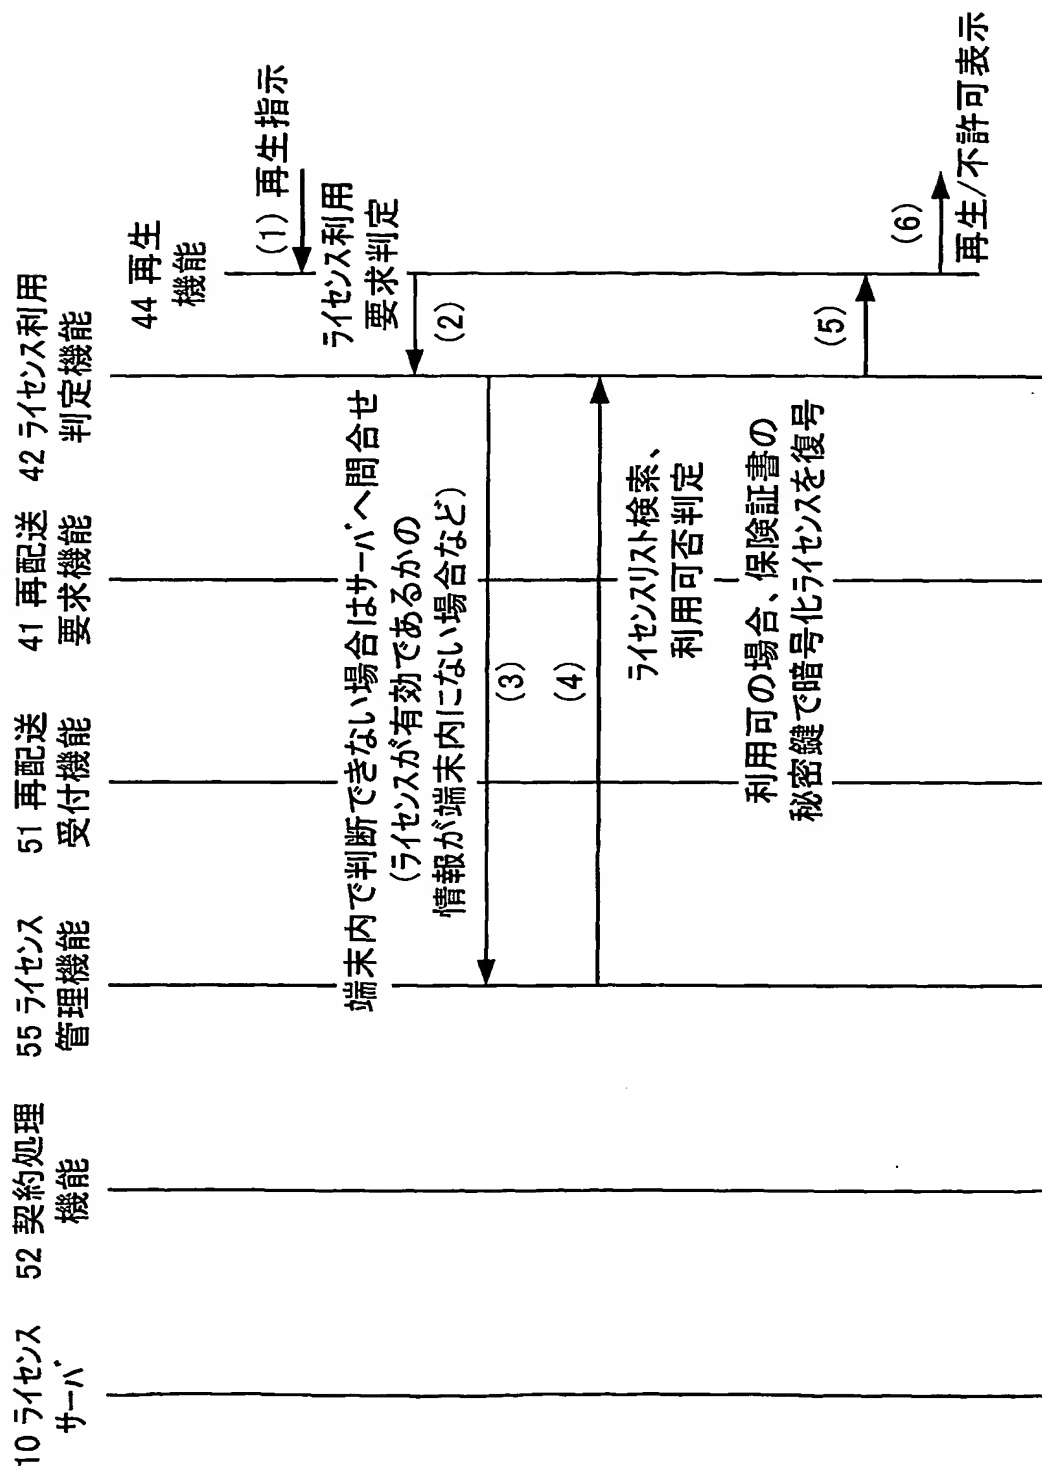 10 ライセンス
サーバ
52 契約処理
機能
55 ライセンス
管理機能
51 再配送
受付機能
41 再配送
要求機能
42 ライセンス利用
判定機能
44 再生
機能
(1) 再生指示
ライセンス利用
要求判定
(2)
端末内で判断できない場合はサーバへ問合せ
(ライセンスが有効であるかの
情報が端末内にない場合など)
(3)
(4)
ライセンスリスト検索、
利用可否判定
利用可の場合、保険証書の
秘密鍵で暗号化ライセンスを復号
(5)
(6)
再生/不許可表示